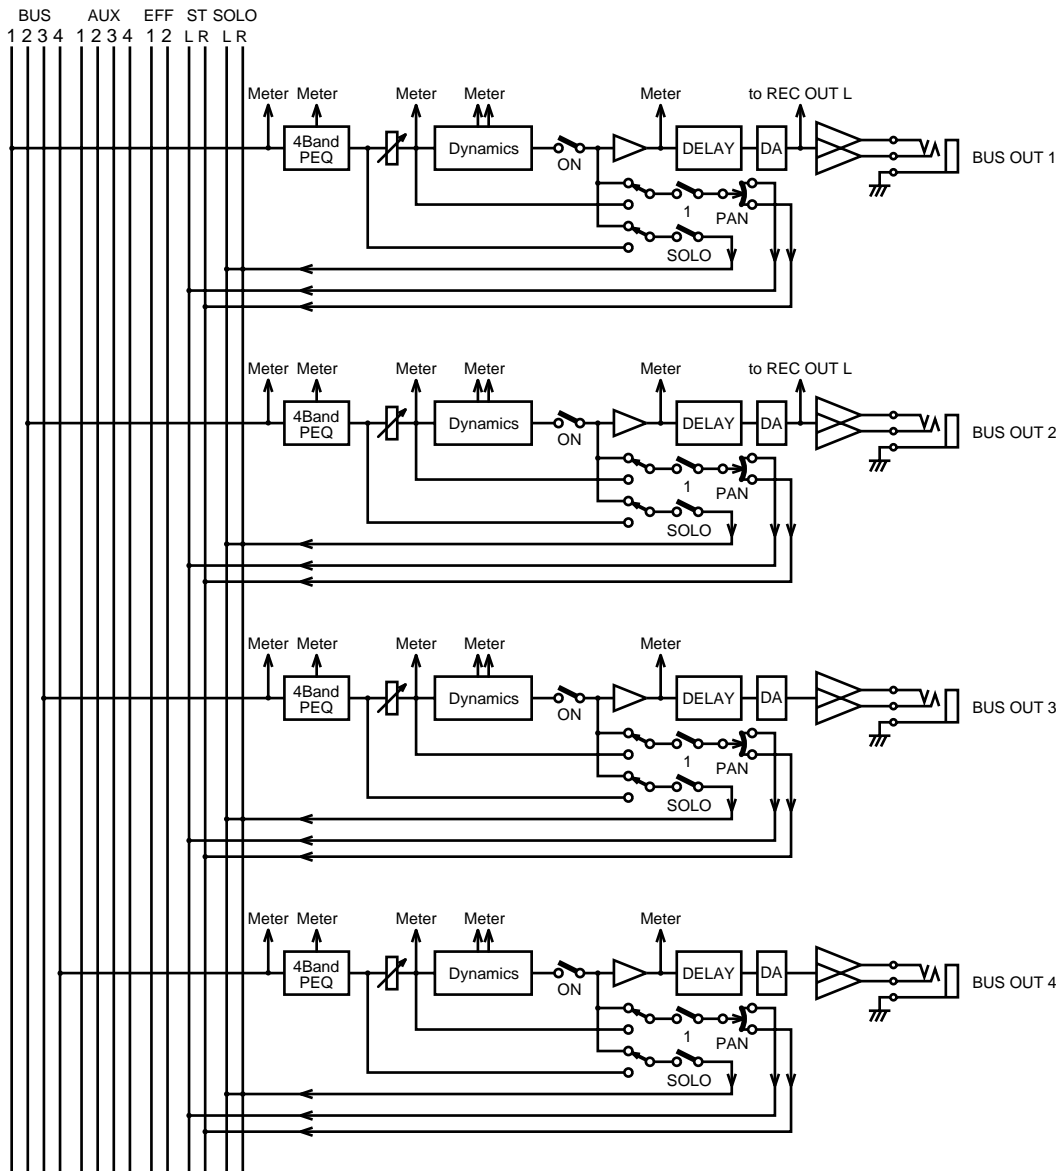 BUS AUX EFF ST SOLO
1 2 3 4 1 2 3 4 1 2 L R L R
Meter Meter Meter Meter Meter to REC OUT L
4Band PEQ
Dynamics
ON
DELAY
DA
BUS OUT 1
1
PAN
SOLO
Meter Meter Meter Meter Meter to REC OUT L
4Band PEQ
Dynamics
ON
DELAY
DA
BUS OUT 2
1
PAN
SOLO
Meter Meter Meter Meter Meter
4Band PEQ
Dynamics
ON
DELAY
DA
BUS OUT 3
1
PAN
SOLO
Meter Meter Meter Meter Meter
4Band PEQ
Dynamics
ON
DELAY
DA
BUS OUT 4
1
PAN
SOLO